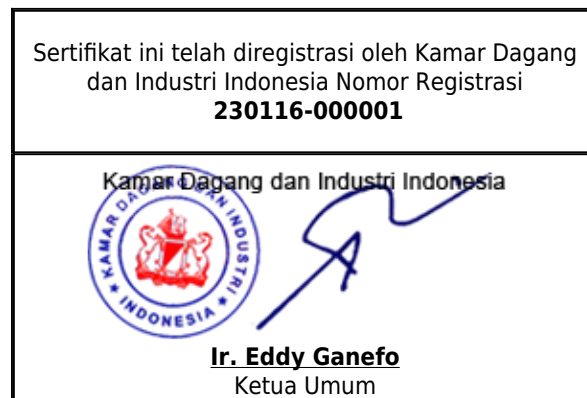 Sertifikat ini telah diregistrasi oleh Kamar Dagang
dan Industri Indonesia Nomor Registrasi
230116-000001
Kamar Dagang dan Industri Indonesia
KAMAR DAGANG DAN INDUSTRI
INDONESIA
Ir. Eddy Ganefo
Ketua Umum